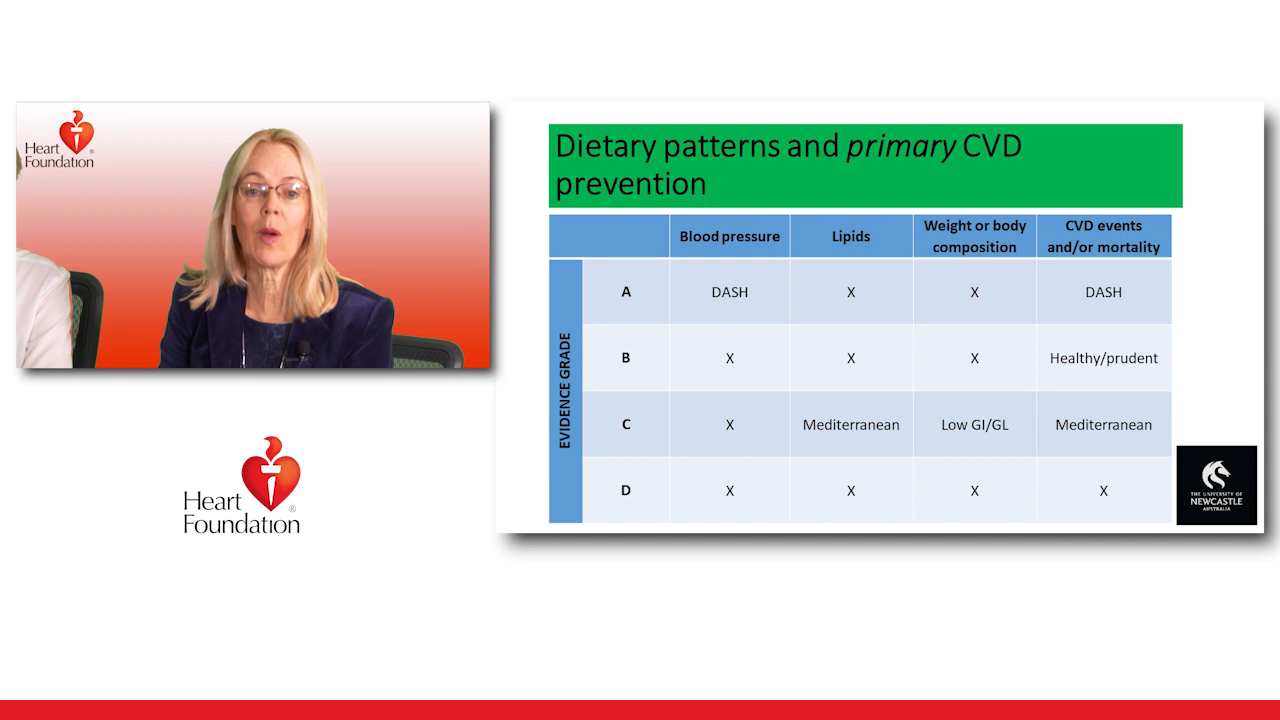 Heart
Foundation
Dietary patterns and primary CVD
prevention
Blood pressure
Lipids
Weight or body
composition
CVD events
and/or mortality
EVIDENCE GRADE
A
DASH
X
X
DASH
B
X
X
X
Healthy/prudent
C
X
Mediterranean
Low GI/GL
Mediterranean
D
X
X
X
X
THE UNIVERSITY OF
NEWCASTLE
AUSTRALIA
Heart
Foundation
®